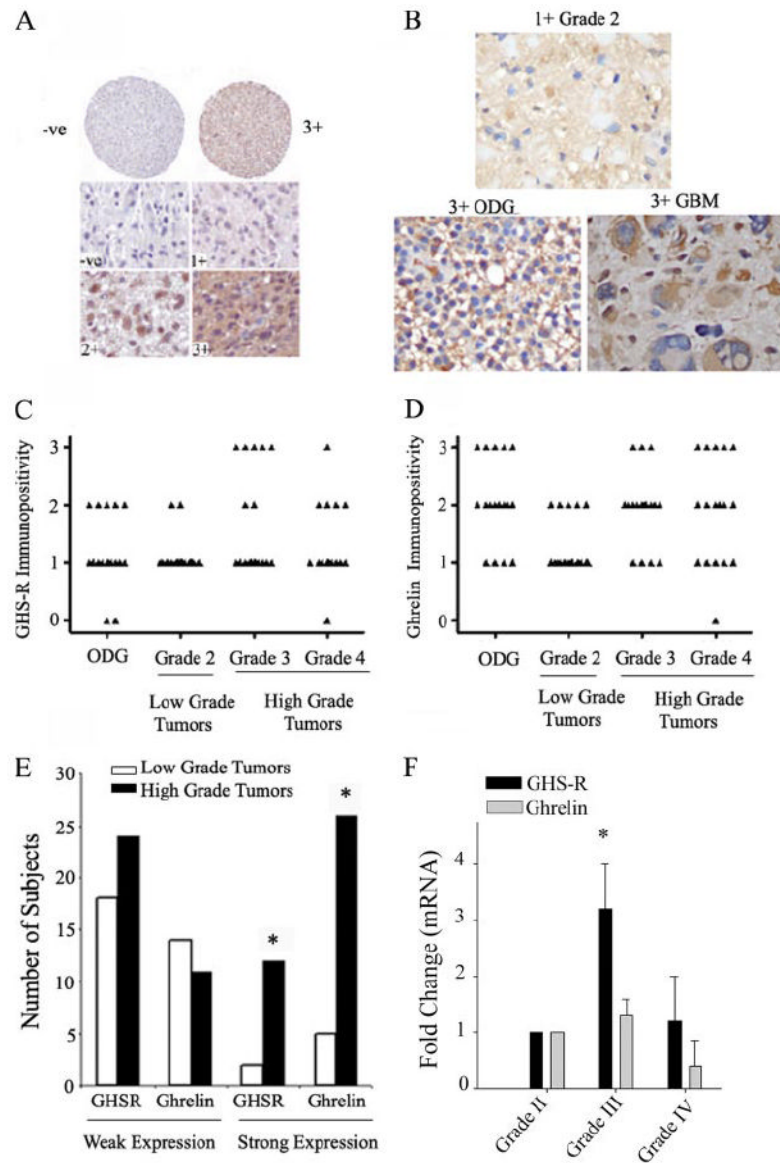 A
-ve
3+
-ve
1+
2+
3+
B
1+ Grade 2
3+ ODG
3+ GBM
C
GHS-R Immunopositivity
3
2
1
0
ODG
Grade 2
Grade 3
Grade 4
Low Grade
Tumors
High Grade
Tumors
D
Ghrelin Immunopositivity
3
2
1
0
ODG
Grade 2
Grade 3
Grade 4
Low Grade
Tumors
High Grade
Tumors
E
Number of Subjects
30
25
20
15
10
5
0
Low Grade Tumors
High Grade Tumors
*
*
GHSR
Ghrelin
GHSR
Ghrelin
Weak Expression
Strong Expression
F
GHS-R
Ghrelin
Fold Change (mRNA)
4
3
2
1
0
*
Grade II
Grade III
Grade IV